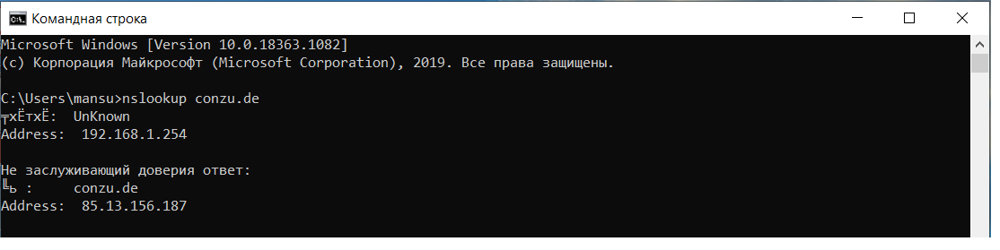 Командная строка
Microsoft Windows [Version 10.0.18363.1082]
(c) Корпорация Майкрософт (Microsoft Corporation), 2019. Все права защищены.
C:\Users\mansu>nslookup conzu.de
╤хЁтхЁ:  UnKnown
Address:  192.168.1.254
Не заслуживающий доверия ответ:
╚ь :     conzu.de
Address:  85.13.156.187